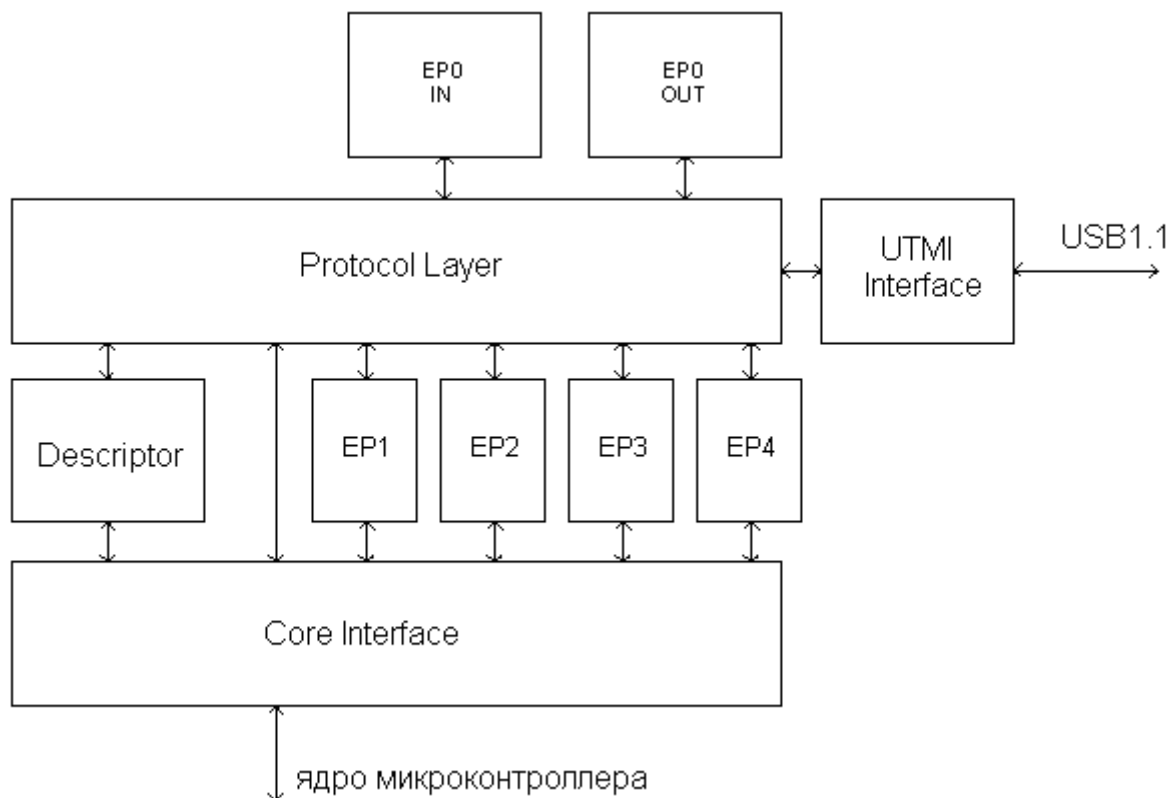 EP0
IN
EP0
OUT
Protocol Layer
UTMI
Interface
USB1.1
Descriptor
EP1
EP2
EP3
EP4
Core Interface
ядро микроконтроллера